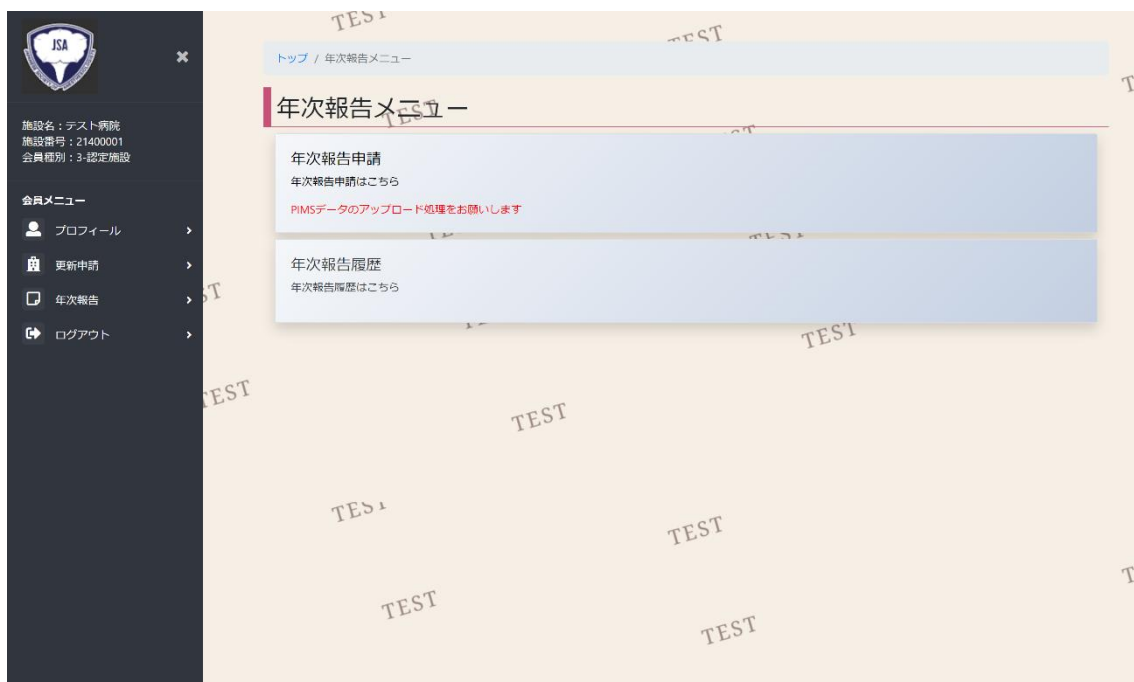 JSA
施設名：テスト病院
施設番号：21400001
会員種別：3-認定施設
会員メニュー
プロフィール
更新申請
年次報告
ログアウト
TEST
TEST
トップ / 年次報告メニュー
年次報告メニュー
TEST
年次報告申請
年次報告申請はこちら
PIMSデータのアップロード処理をお願いします
TEST
年次報告履歴
年次報告履歴はこちら
TEST
TEST
TEST
TEST
TEST
TEST
TEST